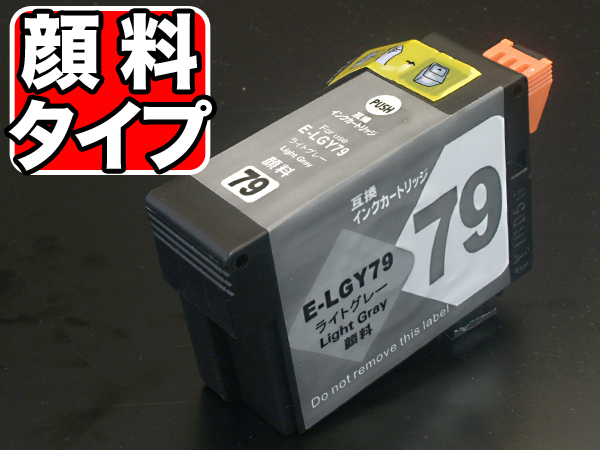 顔料
タイプ
PUSH
互換
インクカートリッジ
For use
E-LGY79
ライトグレー
Light Gray
顔料
79
互換
インクカートリッジ
79
E-LGY79
ライトグレー
Light Gray
顔料
Do not remove this label